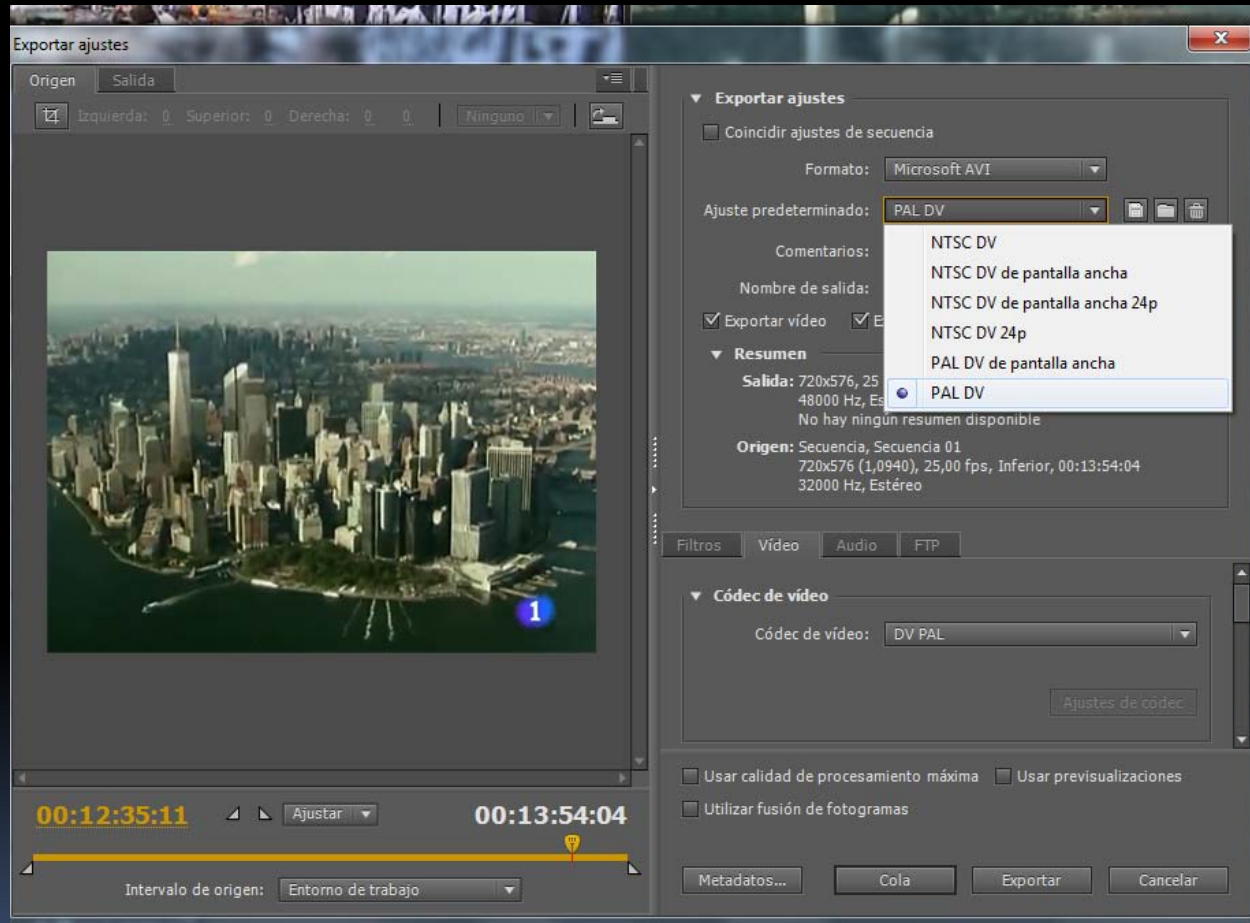 Exportar ajustes
Origen Salida
Izquierda: 0 Superior: 0 Derecha: 0 0 Ninguno
1
00:12:35:11 Ajustar 00:13:54:04
Intervalo de origen: Entorno de trabajo
Exportar ajustes
Coincidir ajustes de secuencia
Formato: Microsoft AVI
Ajuste predeterminado: PAL DV
NTSC DV
NTSC DV de pantalla ancha
NTSC DV de pantalla ancha 24p
NTSC DV 24p
PAL DV de pantalla ancha
PAL DV
Comentarios:
Nombre de salida:
Exportar vídeo E
Resumen
Salida: 720x576, 25
48000 Hz, Es
No hay ningún resumen disponible
Origen: Secuencia, Secuencia 01
720x576 (1,0940), 25,00 fps, Inferior, 00:13:54:04
32000 Hz, Estéreo
Filtros Vídeo Audio FTP
Códec de vídeo
Códec de vídeo: DV PAL
Ajustes de códec
Usar calidad de procesamiento máxima Usar previsualizaciones
Utilizar fusión de fotogramas
Metadatos... Cola Exportar Cancelar